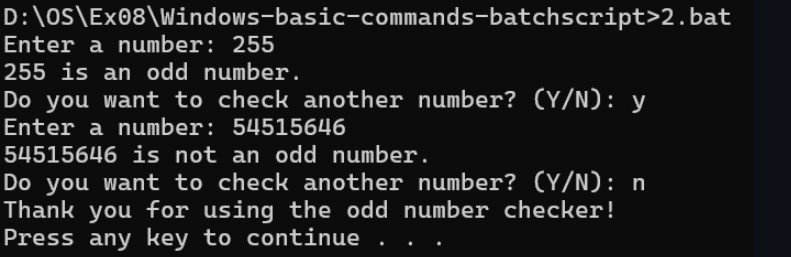 D:\OS\Ex08\Windows-basic-commands-batchscript>2.bat
Enter a number: 255
255 is an odd number.
Do you want to check another number? (Y/N): y
Enter a number: 54515646
54515646 is not an odd number.
Do you want to check another number? (Y/N): n
Thank you for using the odd number checker!
Press any key to continue . . .